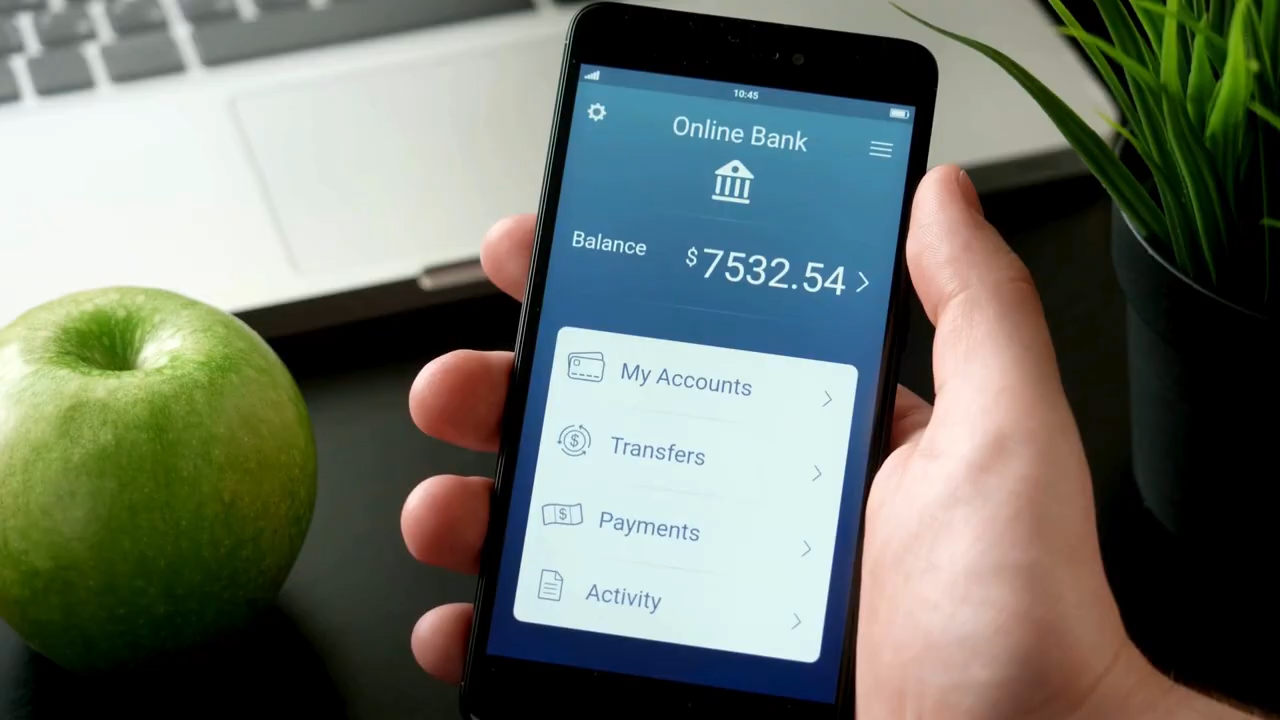 10:45
Online Bank
Balance $7532.54
My Accounts
Transfers
Payments
Activity